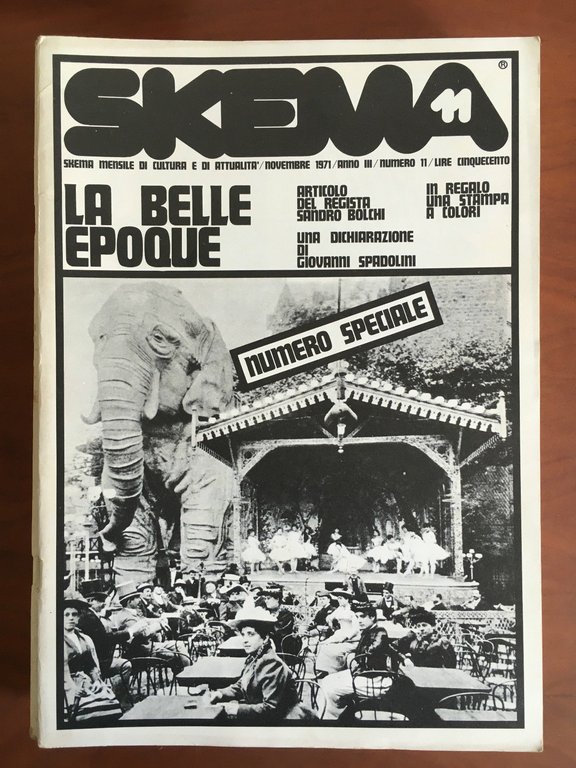 SKEMA ®
11
SKEMA MENSILE DI CULTURA E DI ATTUALITA'/NOVEMBRE 1971/ANNO III/NUMERO 11/LIRE CINQUECENTO
LA BELLE
EPOQUE
ARTICOLO
DEL REGISTA
SANDRO BOLCHI
UNA DICHIARAZIONE
DI
GIOVANNI SPADOLINI
IN REGALO
UNA STAMPA
A COLORI
NUMERO SPECIALE